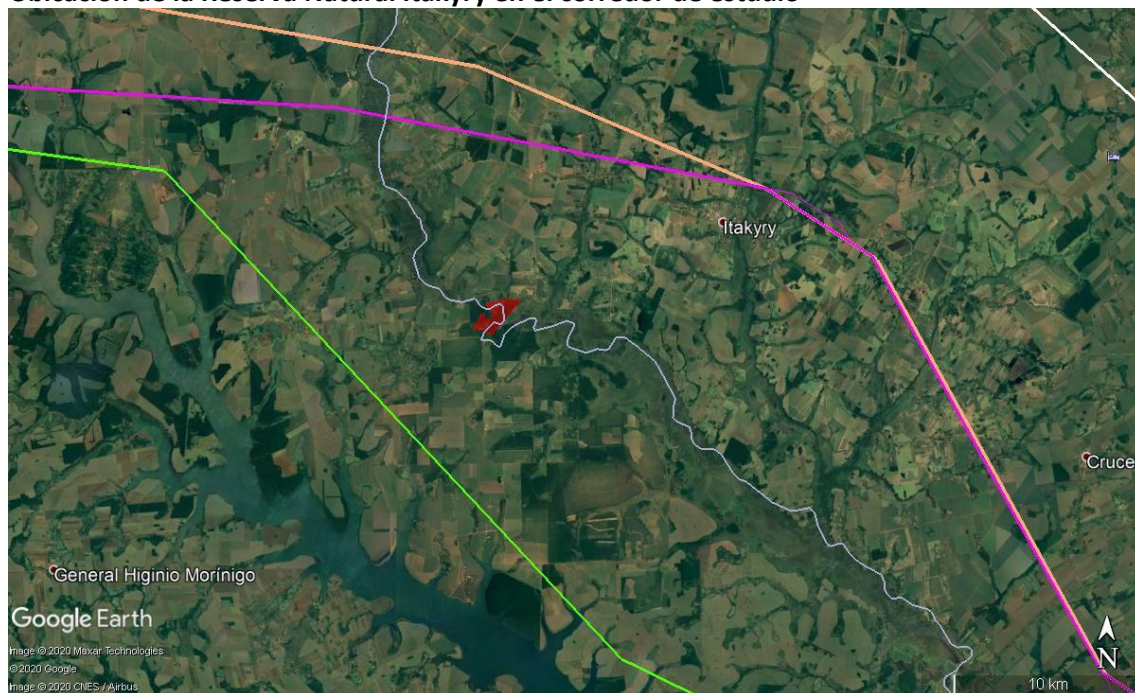 Ubicación de la Reserva Natural Itakyry en el corredor de estudio
Itakyry
Cruce
General Higinio Morínigo
Google Earth
Image © 2020 Maxar Technologies
© 2020 Google
Image © 2020 CNES / Airbus
N
10 km